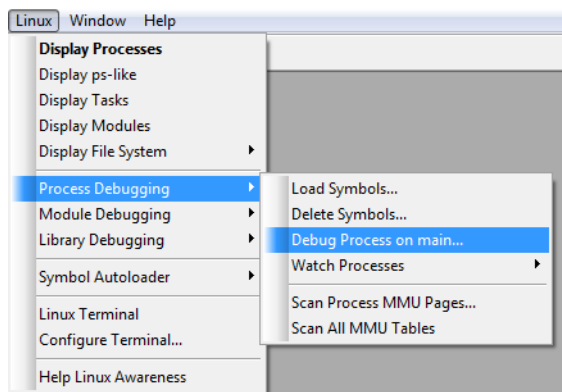 Linux Window Help
Display Processes
Display ps-like
Display Tasks
Display Modules
Display File System
Process Debugging
Module Debugging
Library Debugging
Symbol Autoloader
Linux Terminal
Configure Terminal...
Help Linux Awareness
Load Symbols...
Delete Symbols...
Debug Process on main...
Watch Processes
Scan Process MMU Pages...
Scan All MMU Tables